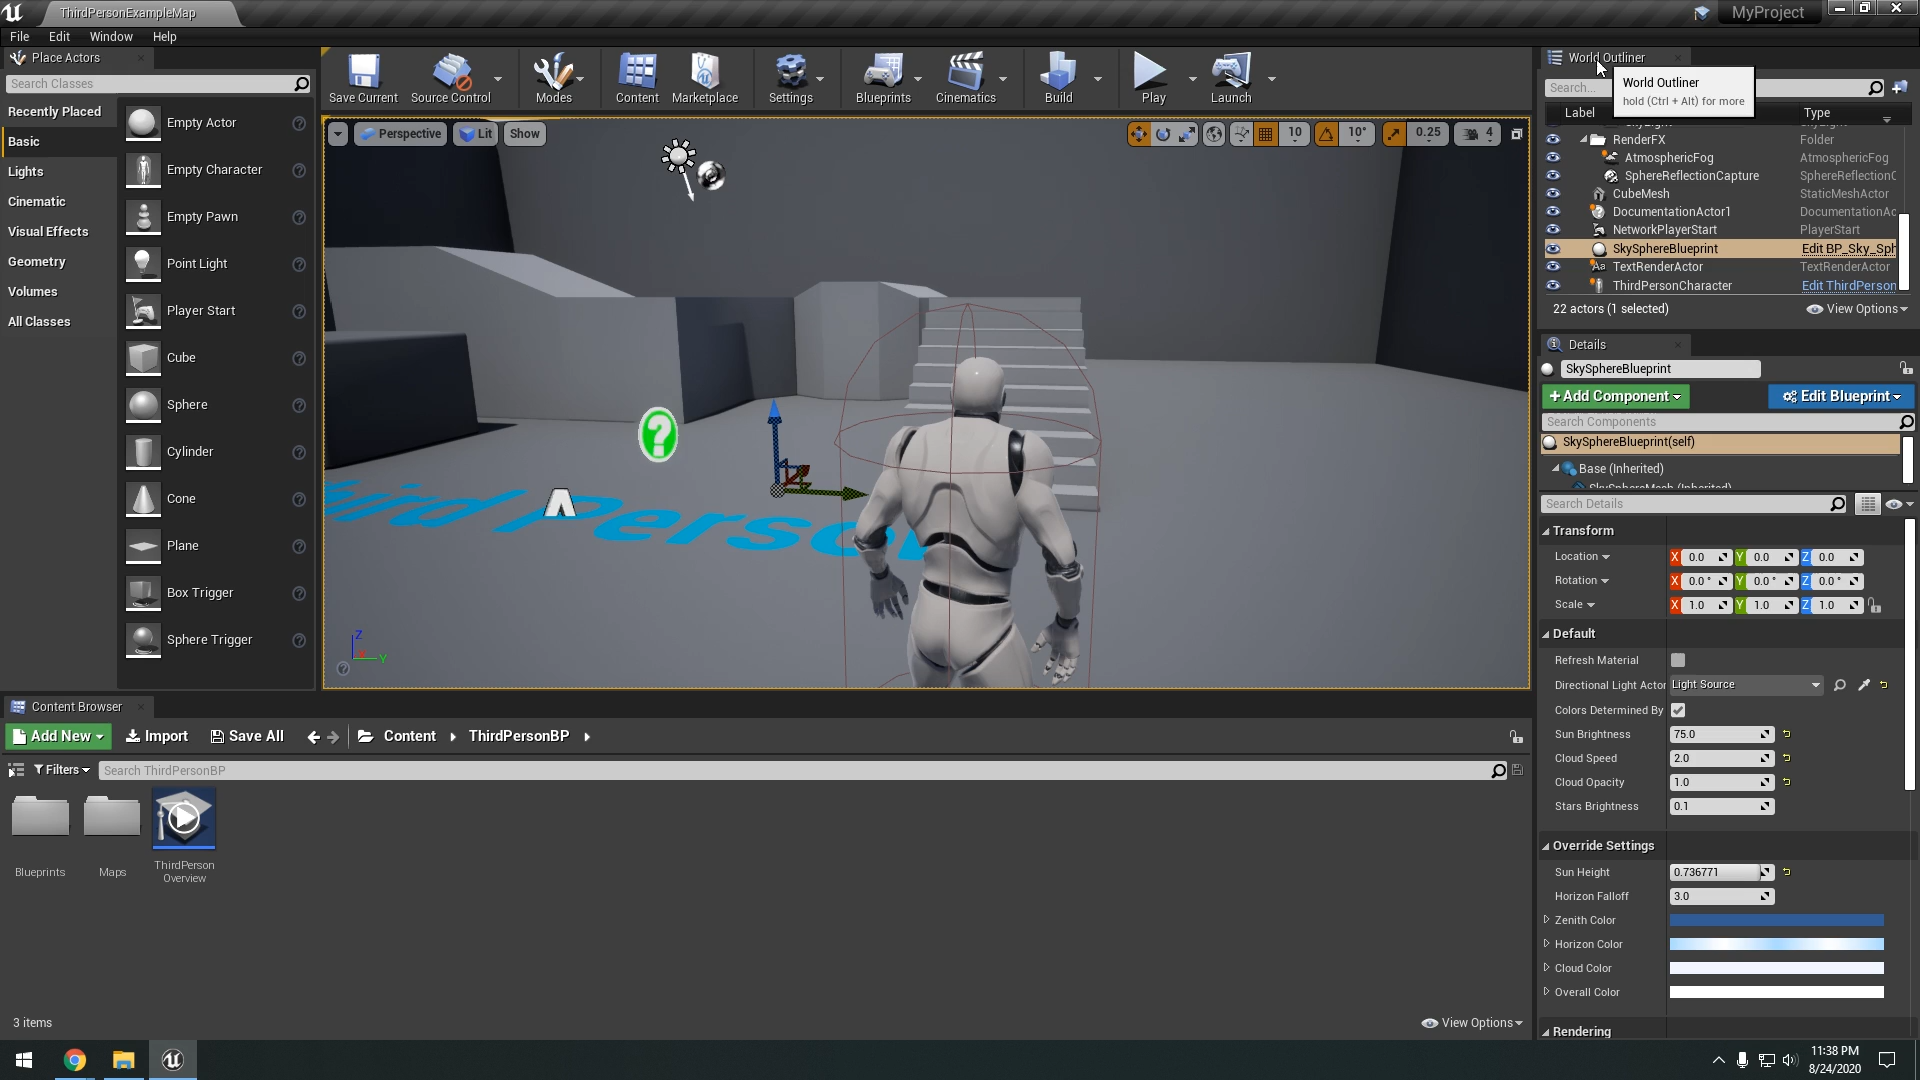 ThirdPersonExampleMap
MyProject
File Edit Window Help
Place Actors
Search Classes
Recently Placed
Basic
Lights
Cinematic
Visual Effects
Geometry
Volumes
All Classes
Empty Actor
Empty Character
Empty Pawn
Point Light
Player Start
Cube
Sphere
Cylinder
Cone
Plane
Box Trigger
Sphere Trigger
Save Current
Source Control
Modes
Content
Marketplace
Settings
Blueprints
Cinematics
Build
Play
Launch
Perspective Lit Show
10 10° 0.25 4
Z
Y
World Outliner
Search...
World Outliner
hold (Ctrl + Alt) for more
Label Type
RenderFX Folder
AtmosphericFog AtmosphericFog
SphereReflectionCapture SphereReflectionC
CubeMesh StaticMeshActor
DocumentationActor1 DocumentationAc
NetworkPlayerStart PlayerStart
SkySphereBlueprint Edit BP_Sky_Sph
TextRenderActor TextRenderActor
ThirdPersonCharacter Edit ThirdPerson
22 actors (1 selected) View Options
Details
SkySphereBlueprint
+Add Component Edit Blueprint
Search Components
SkySphereBlueprint(self)
Base (Inherited)
SkySphereMesh (Inherited)
Search Details
Transform
Location X 0.0 Y 0.0 Z 0.0
Rotation X 0.0° Y 0.0° Z 0.0°
Scale X 1.0 Y 1.0 Z 1.0
Default
Refresh Material
Directional Light Actor Light Source
Colors Determined By
Sun Brightness 75.0
Cloud Speed 2.0
Cloud Opacity 1.0
Stars Brightness 0.1
Override Settings
Sun Height 0.736771
Horizon Falloff 3.0
Zenith Color
Horizon Color
Cloud Color
Overall Color
Rendering
Content Browser
Add New Import Save All Content ThirdPersonBP
Filters Search ThirdPersonBP
Blueprints
Maps
ThirdPerson
Overview
3 items View Options
11:38 PM
8/24/2020